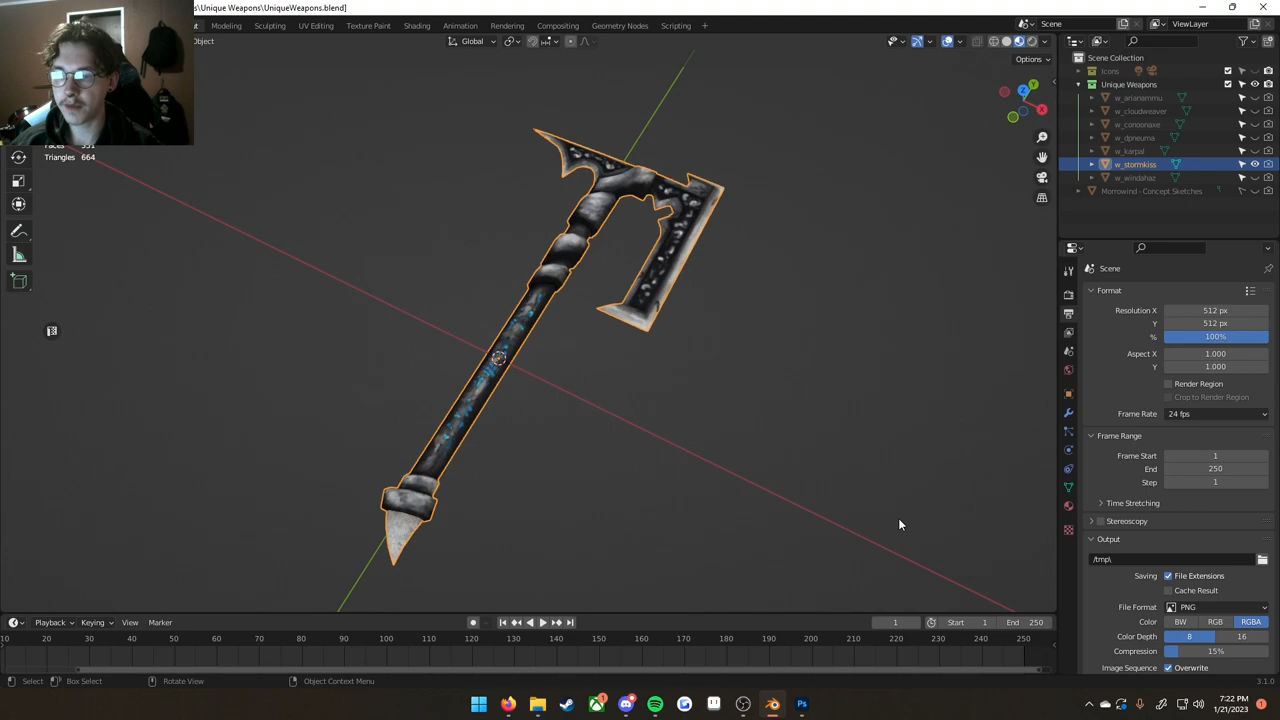 s\Unique Weapons\UniqueWeapons.blend]
Modeling Sculpting UV Editing Texture Paint Shading Animation Rendering Compositing Geometry Nodes Scripting + Scene ViewLayer
Object Global
Options
Scene Collection
Icons
Unique Weapons
w_arianammu
w_cloudweaver
w_conoonaxe
w_dpneuma
w_karpal
w_stormkiss
w_windahaz
Morrowind - Concept Sketches
Triangles 664
X
Y
Z
Scene
Format
Resolution X 512 px
Y 512 px
% 100%
Aspect X 1.000
Y 1.000
Render Region
Crop to Render Region
Frame Rate 24 fps
Frame Range
Frame Start 1
End 250
Step 1
Time Stretching
Stereoscopy
Output
/tmp\
Saving File Extensions
Cache Result
File Format PNG
Color BW RGB RGBA
Color Depth 8 16
Compression 15%
Image Sequence Overwrite
Playback Keying View Marker 1 Start 1 End 250
10 20 30 40 50 60 70 80 90 100 110 120 130 140 150 160 170 180 190 200 210 220 230 240 250
Select Box Select Rotate View Object Context Menu 3.1.0
7:22 PM
1/21/2023